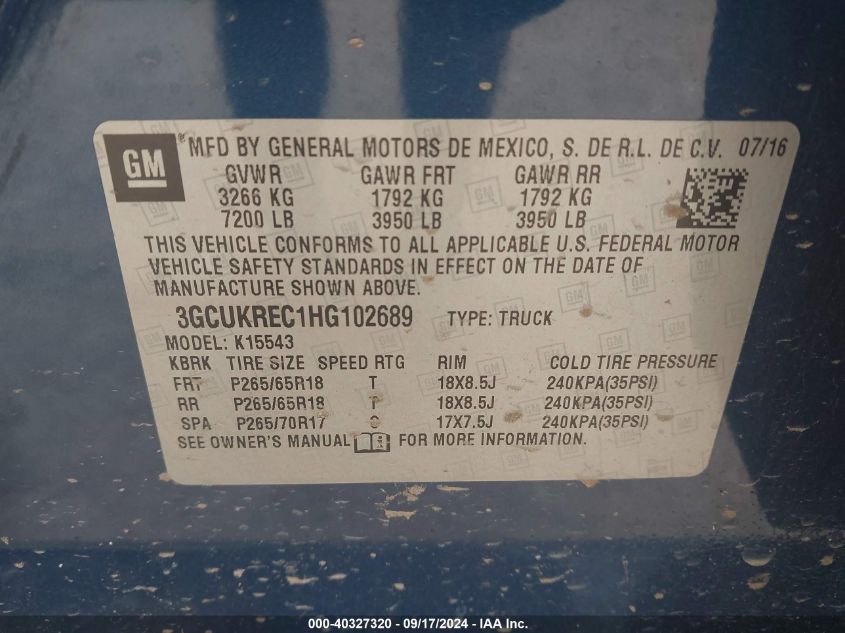 GM MFD BY GENERAL MOTORS DE MEXICO, S. DE R.L. DE C.V. 07/16
GVWR GAWR FRT GAWR RR
3266 KG 1792 KG 1792 KG
7200 LB 3950 LB 3950 LB
THIS VEHICLE CONFORMS TO ALL APPLICABLE U.S. FEDERAL MOTOR
VEHICLE SAFETY STANDARDS IN EFFECT ON THE DATE OF
MANUFACTURE SHOWN ABOVE.
3GCUKREC1HG102689 TYPE: TRUCK
MODEL: K15543
KBRK TIRE SIZE SPEED RTG RIM COLD TIRE PRESSURE
FRT P265/65R18 T 18X8.5J 240KPA(35PSI)
RR P265/65R18 T 18X8.5J 240KPA(35PSI)
SPA P265/70R17 17X7.5J 240KPA(35PSI)
SEE OWNER'S MANUAL FOR MORE INFORMATION.
000-40327320 - 09/17/2024 - IAAI.COM